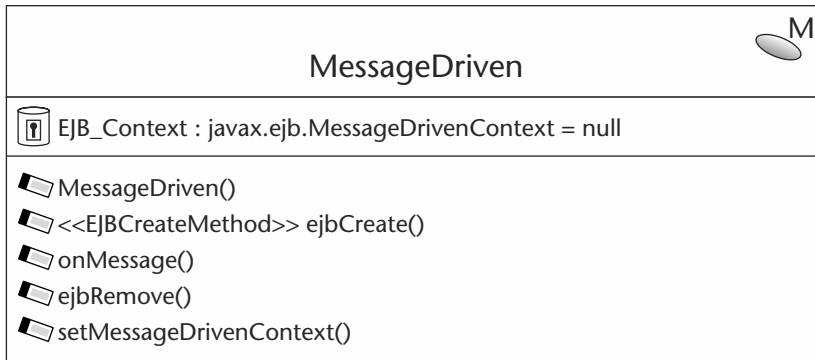 M
MessageDriven
EJB_Context : javax.ejb.MessageDrivenContext = null
MessageDriven()
<<EJBCreateMethod>> ejbCreate()
onMessage()
ejbRemove()
setMessageDrivenContext()